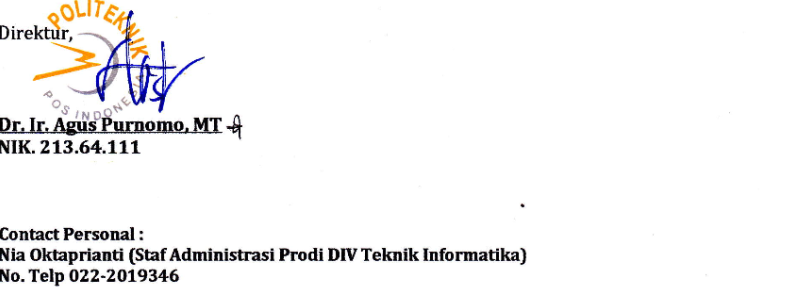 POLITEKNIK
Direktur,
POS INDONESIA
Dr. Ir. Agus Purnomo, MT
NIK. 213.64.111
Contact Personal :
Nia Oktaprianti (Staf Administrasi Prodi DIV Teknik Informatika)
No. Telp 022-2019346